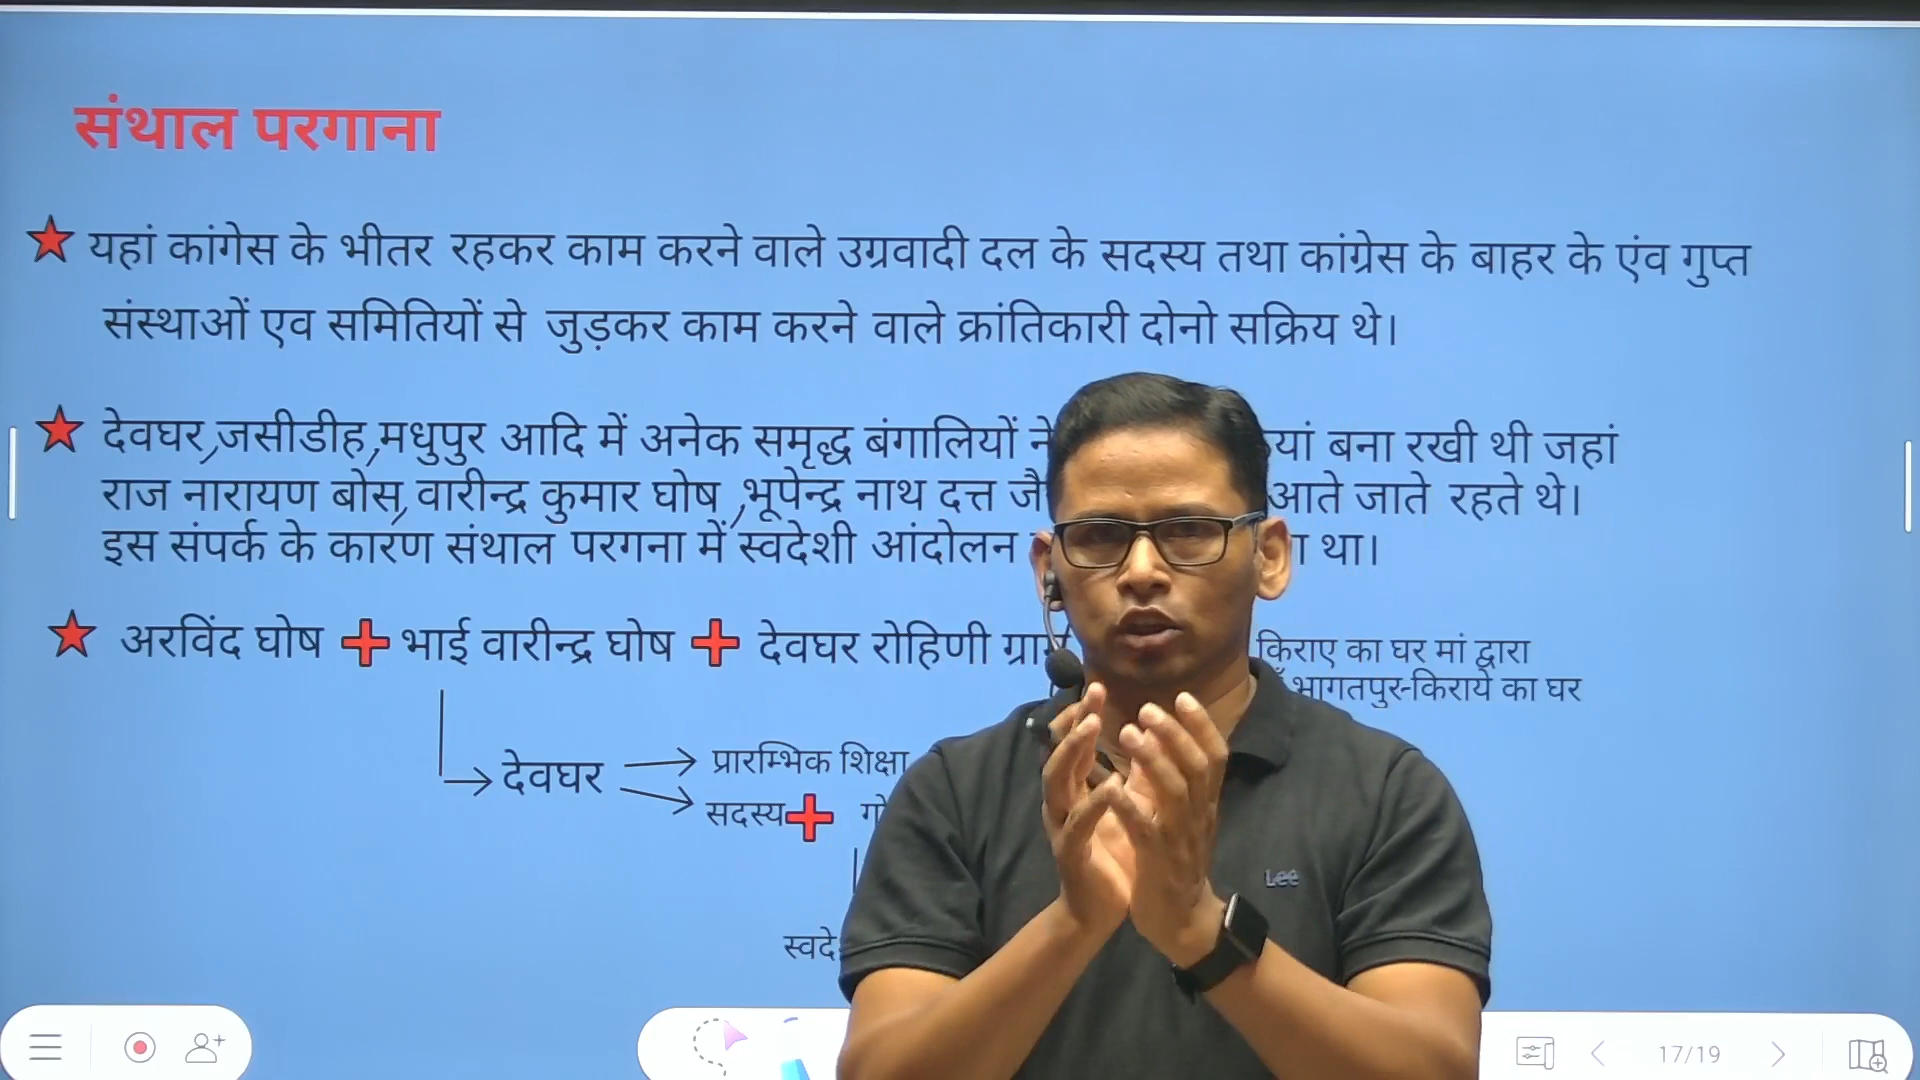 संथाल परगाना
यहां कांगेस के भीतर रहकर काम करने वाले उग्रवादी दल के सदस्य तथा कांग्रेस के बाहर के एंव गुप्त
संस्थाओं एव समितियों से जुड़कर काम करने वाले क्रांतिकारी दोनो सक्रिय थे।
देवघर,जसीडीह,मधुपुर आदि में अनेक समृद्ध बंगालियों ने बना रखी थी जहां
राज नारायण बोस, वारीन्द्र कुमार घोष ,भूपेन्द्र नाथ दत्त आते जाते रहते थे।
इस संपर्क के कारण संथाल परगना में स्वदेशी आंदोलन था।
अरविंद घोष + भाई वारीन्द्र घोष + देवघर रोहिणी
किराए का घर मां द्वारा
भागतपुर-किराये का घर
देवघर
प्रारम्भिक शिक्षा
सदस्य +
Lee
17/19